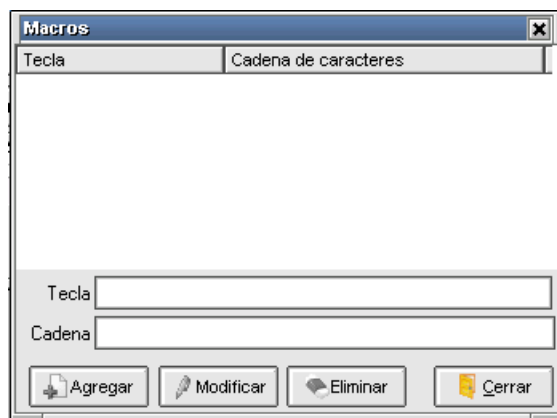 Macros
Tecla Cadena de caracteres
Tecla
Cadena
Agregar Modificar Eliminar Cerrar